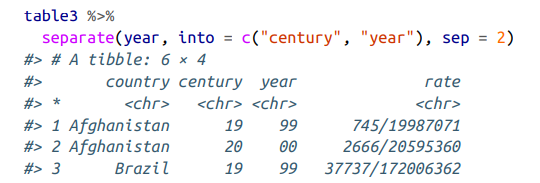 table3 %>%
  separate(year, into = c("century", "year"), sep = 2)
#> # A tibble: 6 × 4
#>       country century  year              rate
#> *       <chr>   <chr> <chr>             <chr>
#> 1 Afghanistan      19    99      745/19987071
#> 2 Afghanistan      20    00     2666/20595360
#> 3      Brazil      19    99   37737/172006362